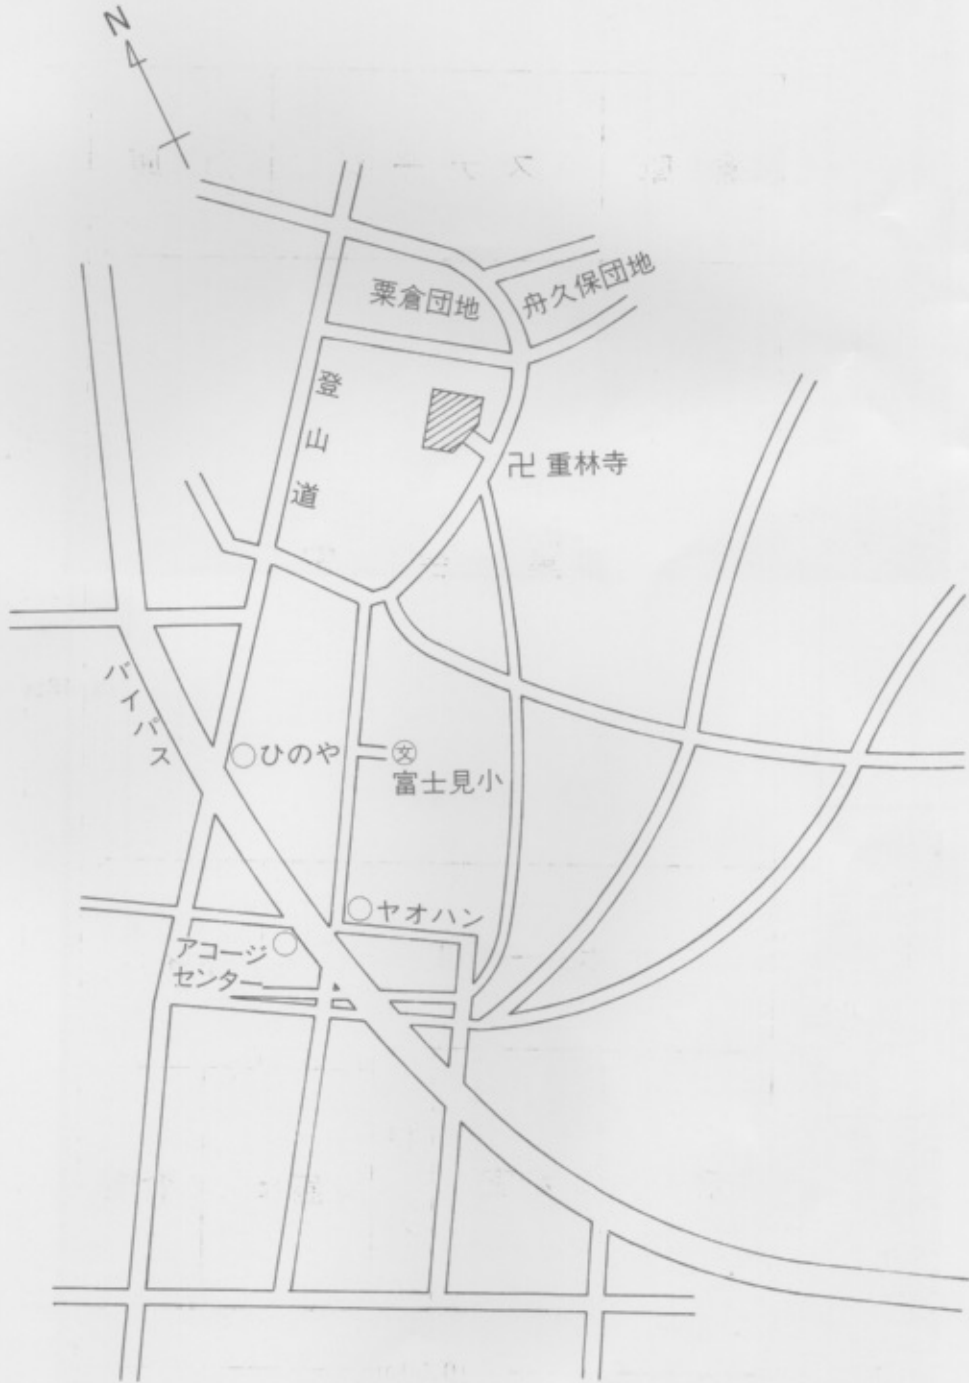 N
粟倉団地
舟久保団地
登山道
卍 重林寺
バイパス
ひのや
文
富士見小
ヤオハン
アコージ
センター